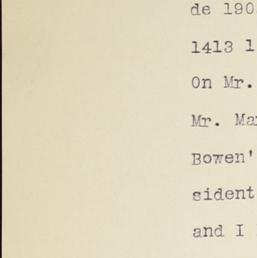 de 190
1413 1
On Mr.
Mr. Ma
Bowen'
sident
and I